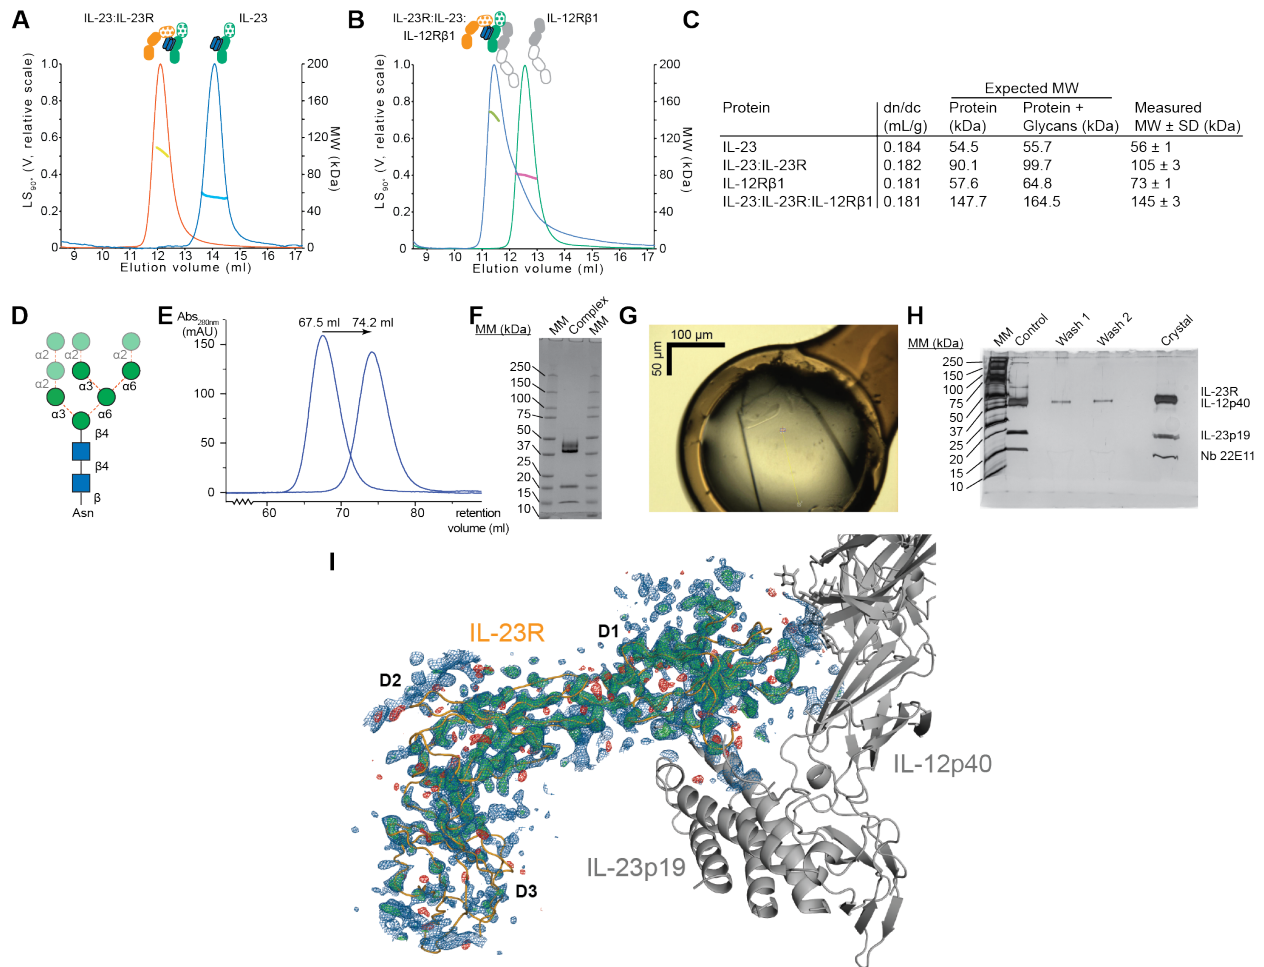 A
IL-23:IL-23R
IL-23
LS90° (V, relative scale)
1.0
0.8
0.6
0.4
0.2
0
200
160
120
80
40
0
MW (kDa)
9 10 11 12 13 14 15 16 17
Elution volume (ml)
B
IL-23R:IL-23:
IL-12Rβ1
IL-12Rβ1
LS90° (V, relative scale)
1.0
0.8
0.6
0.4
0.2
0
200
160
120
80
40
0
MW (kDa)
9 10 11 12 13 14 15 16 17
Elution volume (ml)
C
Expected MW
Protein dn/dc Protein Protein + Measured
(mL/g) (kDa) Glycans (kDa) MW ± SD (kDa)
IL-23 0.184 54.5 55.7 56 ± 1
IL-23:IL-23R 0.182 90.1 99.7 105 ± 3
IL-12Rβ1 0.181 57.6 64.8 73 ± 1
IL-23:IL-23R:IL-12Rβ1 0.181 147.7 164.5 145 ± 3
D
α2 α2 α2
α2 α3 α6
α3 α6
β4
β4
β
Asn
E
Abs280nm
(mAU)
67.5 ml 74.2 ml
150
100
50
0
60 70 80 retention
volume (ml)
F
MM (kDa)
MM
Complex
MM
250
150
100
75
50
37
25
20
15
10
G
100 µm
50 µm
H
MM (kDa)
MM
Control
Wash 1
Wash 2
Crystal
250
150
100
75
50
37
25
20
15
10
IL-23R
IL-12p40
IL-23p19
Nb 22E11
I
IL-23R
D1
D2
D3
IL-12p40
IL-23p19